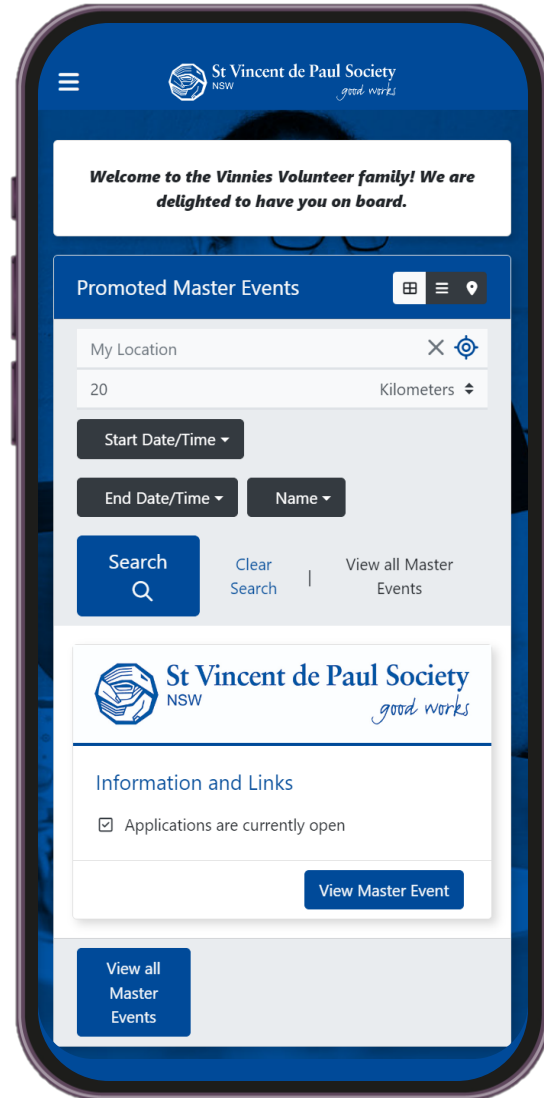 St Vincent de Paul Society
NSW
good works
Welcome to the Vinnies Volunteer family! We are
delighted to have you on board.
Promoted Master Events
My Location
20 Kilometers
Start Date/Time
End Date/Time Name
Search
Clear
Search
|
View all Master
Events
St Vincent de Paul Society
NSW
good works
Information and Links
Applications are currently open
View Master Event
View all
Master
Events